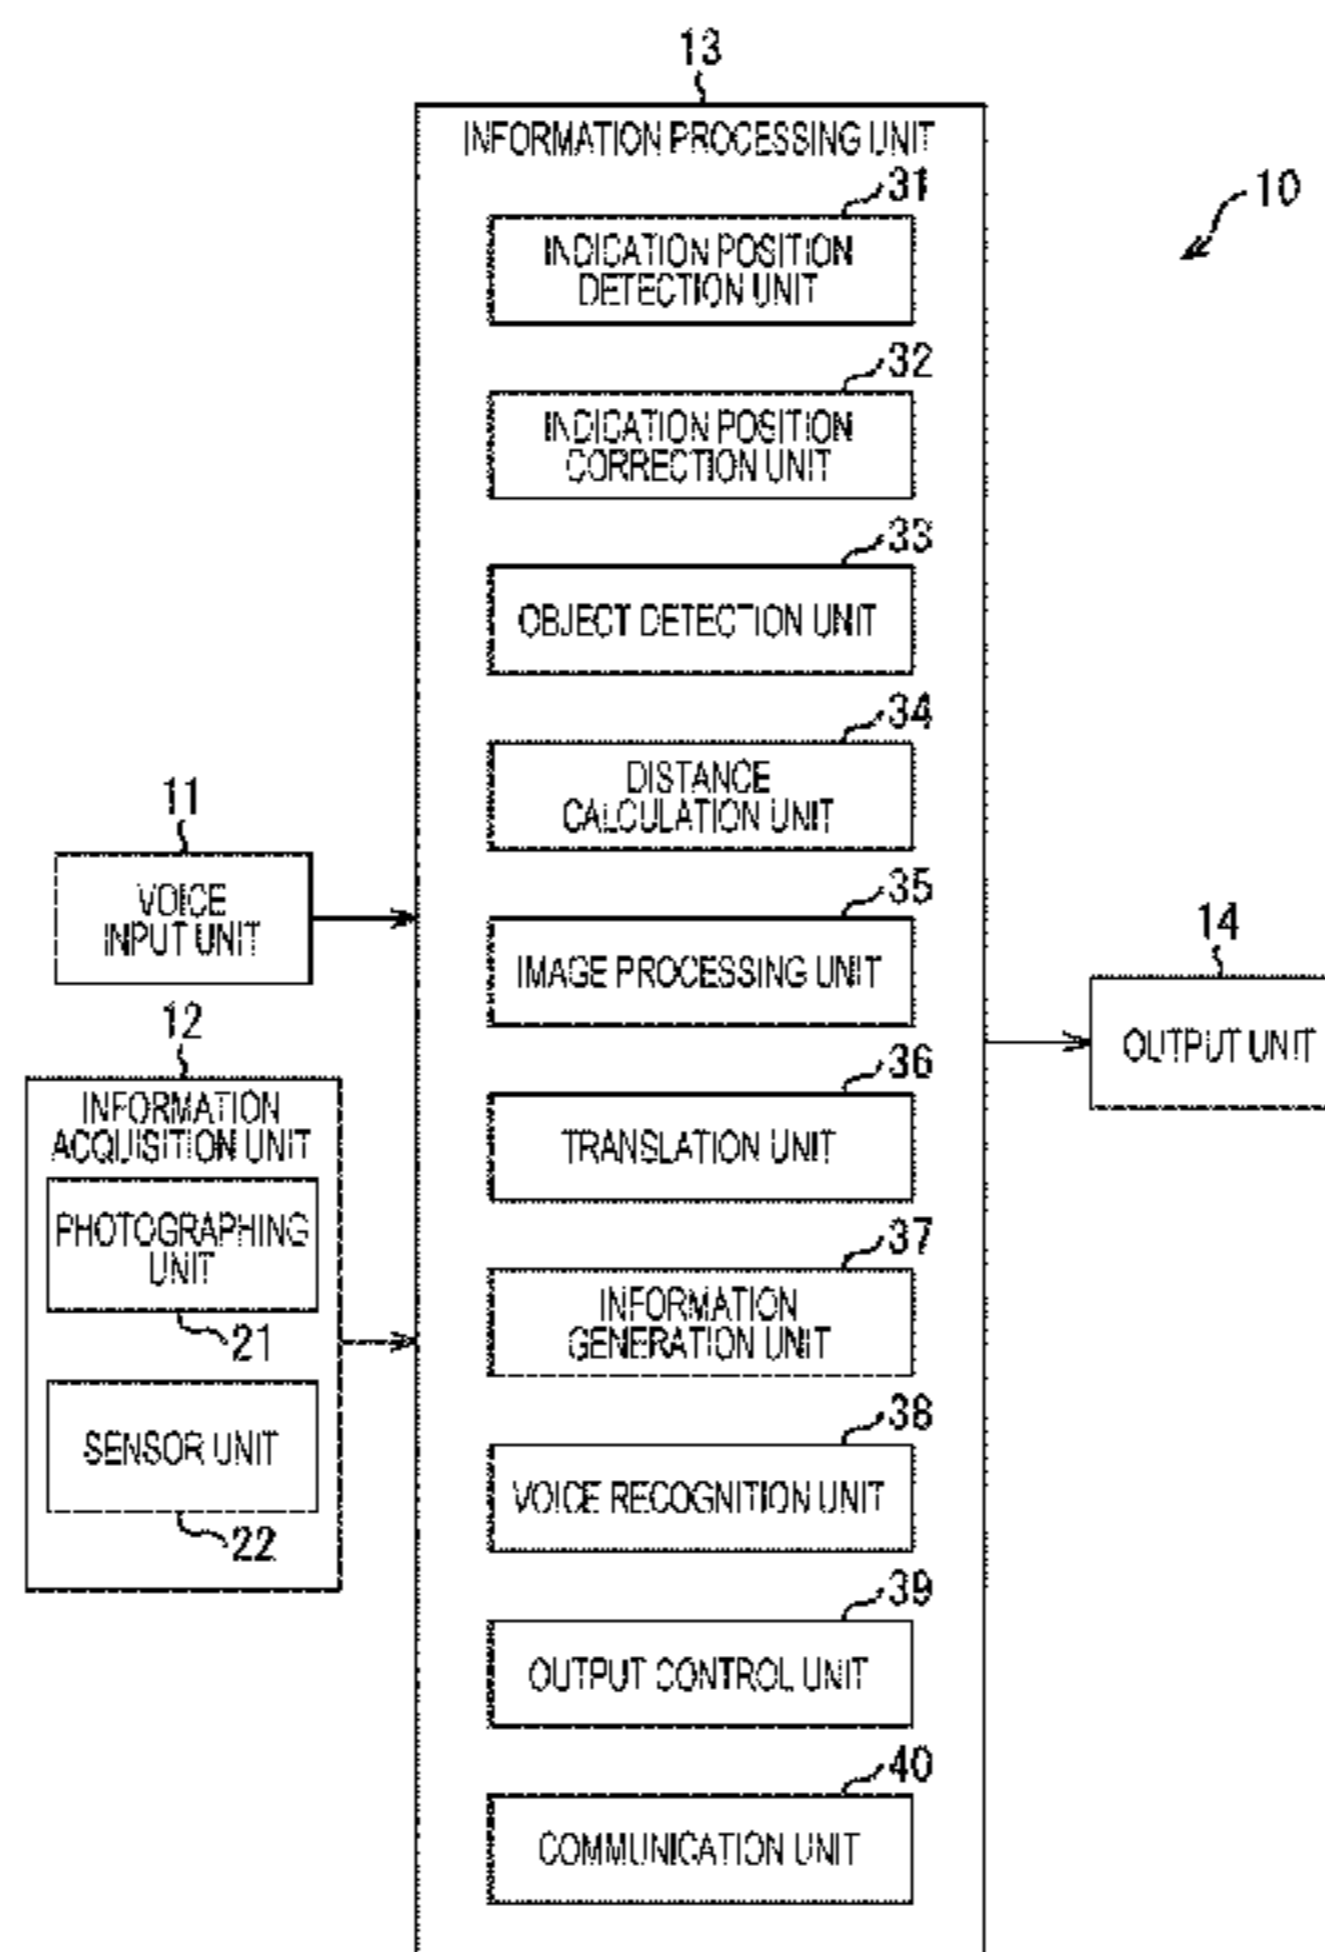 13
INFORMATION PROCESSING UNIT
10
31
INDICATION POSITION
DETECTION UNIT
32
INDICATION POSITION
CORRECTION UNIT
33
OBJECT DETECTION UNIT
34
DISTANCE
CALCULATION UNIT
11
VOICE
INPUT UNIT
35
IMAGE PROCESSING UNIT
14
OUTPUT UNIT
12
INFORMATION
ACQUISITION UNIT
PHOTOGRAPHING
UNIT
21
SENSOR UNIT
22
36
TRANSLATION UNIT
37
INFORMATION
GENERATION UNIT
38
VOICE RECOGNITION UNIT
39
OUTPUT CONTROL UNIT
40
COMMUNICATION UNIT